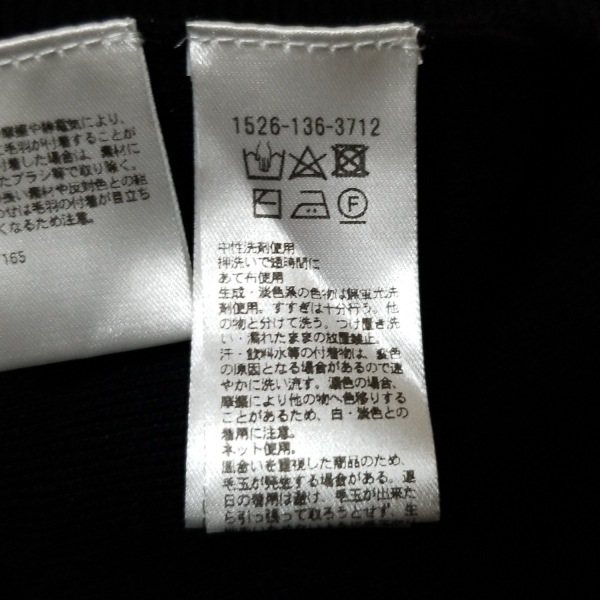 摩擦や静電気により、
毛羽が付着することが
付着した場合は、素材に
たブラシ等で取り除く。
長い素材や反対色との組
わせは毛羽の付着が目立ち
くなるため注意。
165
1526-136-3712
F
中性洗剤使用
押洗いで短時間に
あて布使用
生成・淡色系の色物は無蛍光洗
剤使用。すすぎは十分行う。他
の物と分けて洗う。つけ置き洗
い・濡れたままの放置禁止。
汗・飲料水等の付着物は、変色
の原因となる場合があるので速
やかに洗い流す。濃色の場合、
摩擦により他の物へ色移りする
ことがあるため、白・淡色との
着用に注意。
ネット使用。
風合いを重視した商品のため、
毛玉が発生する場合がある。連
日の着用は避け、毛玉が出来た
ら引っ張って取ろうとせず、生